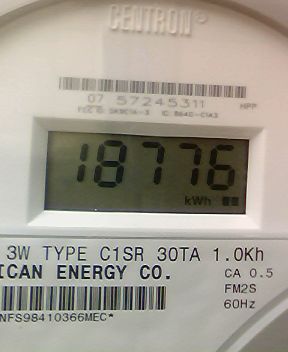 CENTRON
07 57245311 HPP
18776
kWh
3W TYPE C1SR 30TA 1.0Kh
ICAN ENERGY CO.
CA 0.5
FM2S
60Hz
NFS98410366MEC*